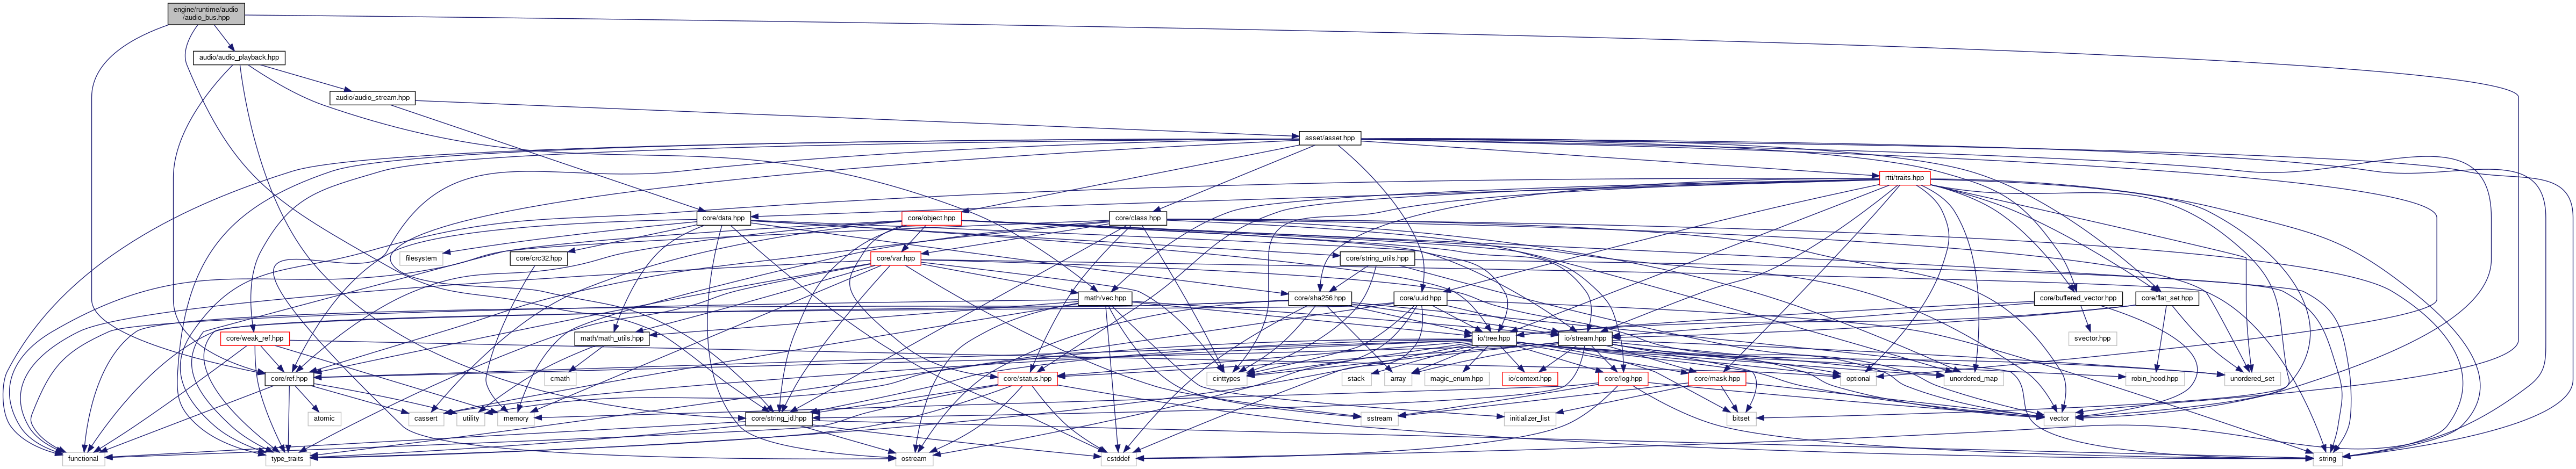 engine/runtime/audio
/audio_bus.hpp
audio/audio_playback.hpp
audio/audio_stream.hpp
asset/asset.hpp
rtti/traits.hpp
core/data.hpp
core/object.hpp
core/class.hpp
filesystem
core/crc32.hpp
core/var.hpp
core/string_utils.hpp
math/vec.hpp
core/sha256.hpp
core/uuid.hpp
core/buffered_vector.hpp
core/flat_set.hpp
core/weak_ref.hpp
math/math_utils.hpp
io/tree.hpp
io/stream.hpp
svector.hpp
core/ref.hpp
cmath
core/status.hpp
cinttypes
stack
array
magic_enum.hpp
io/context.hpp
core/log.hpp
core/mask.hpp
optional
unordered_map
robin_hood.hpp
unordered_set
atomic
cassert
utility
memory
core/string_id.hpp
sstream
initializer_list
bitset
vector
functional
type_traits
ostream
cstddef
string